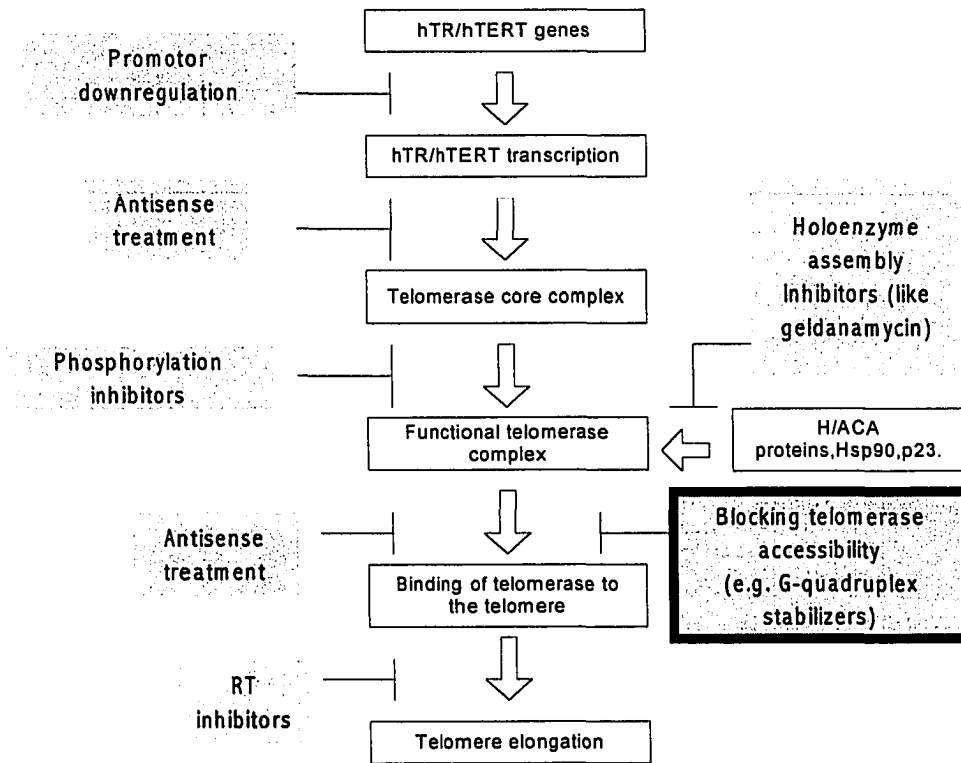 hTR/hTERT genes
Promotor
downregulation
hTR/hTERT transcription
Antisense
treatment
Holoenzyme
assembly
Inhibitors (like
geldanamycin)
Telomerase core complex
Phosphorylation
inhibitors
Functional telomerase
complex
H/ACA
proteins,Hsp90,p23.
Antisense
treatment
Blocking telomerase
accessibility
(e.g. G-quadruplex
stabilizers)
Binding of telomerase to
the telomere
RT
inhibitors
Telomere elongation